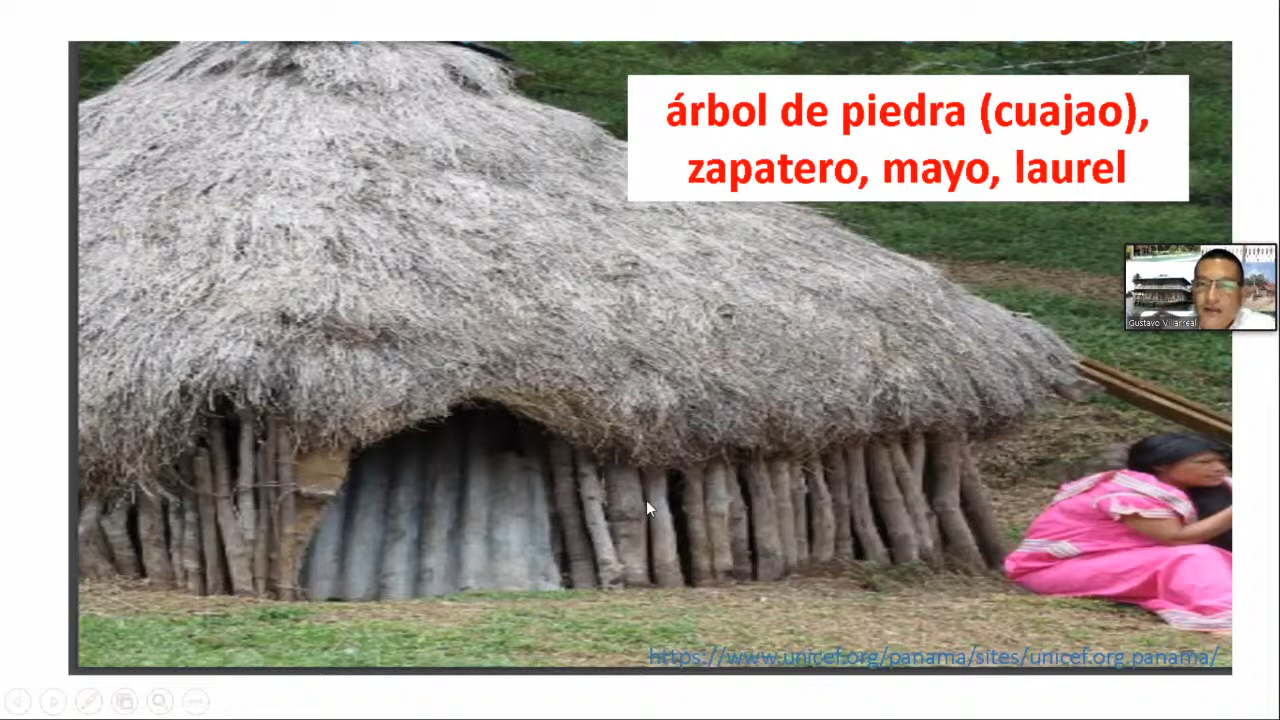 árbol de piedra (cuajao),
zapatero, mayo, laurel
Gustavo Villarreal
https://www.unicef.org/panama/sites/unicef.org.panama/